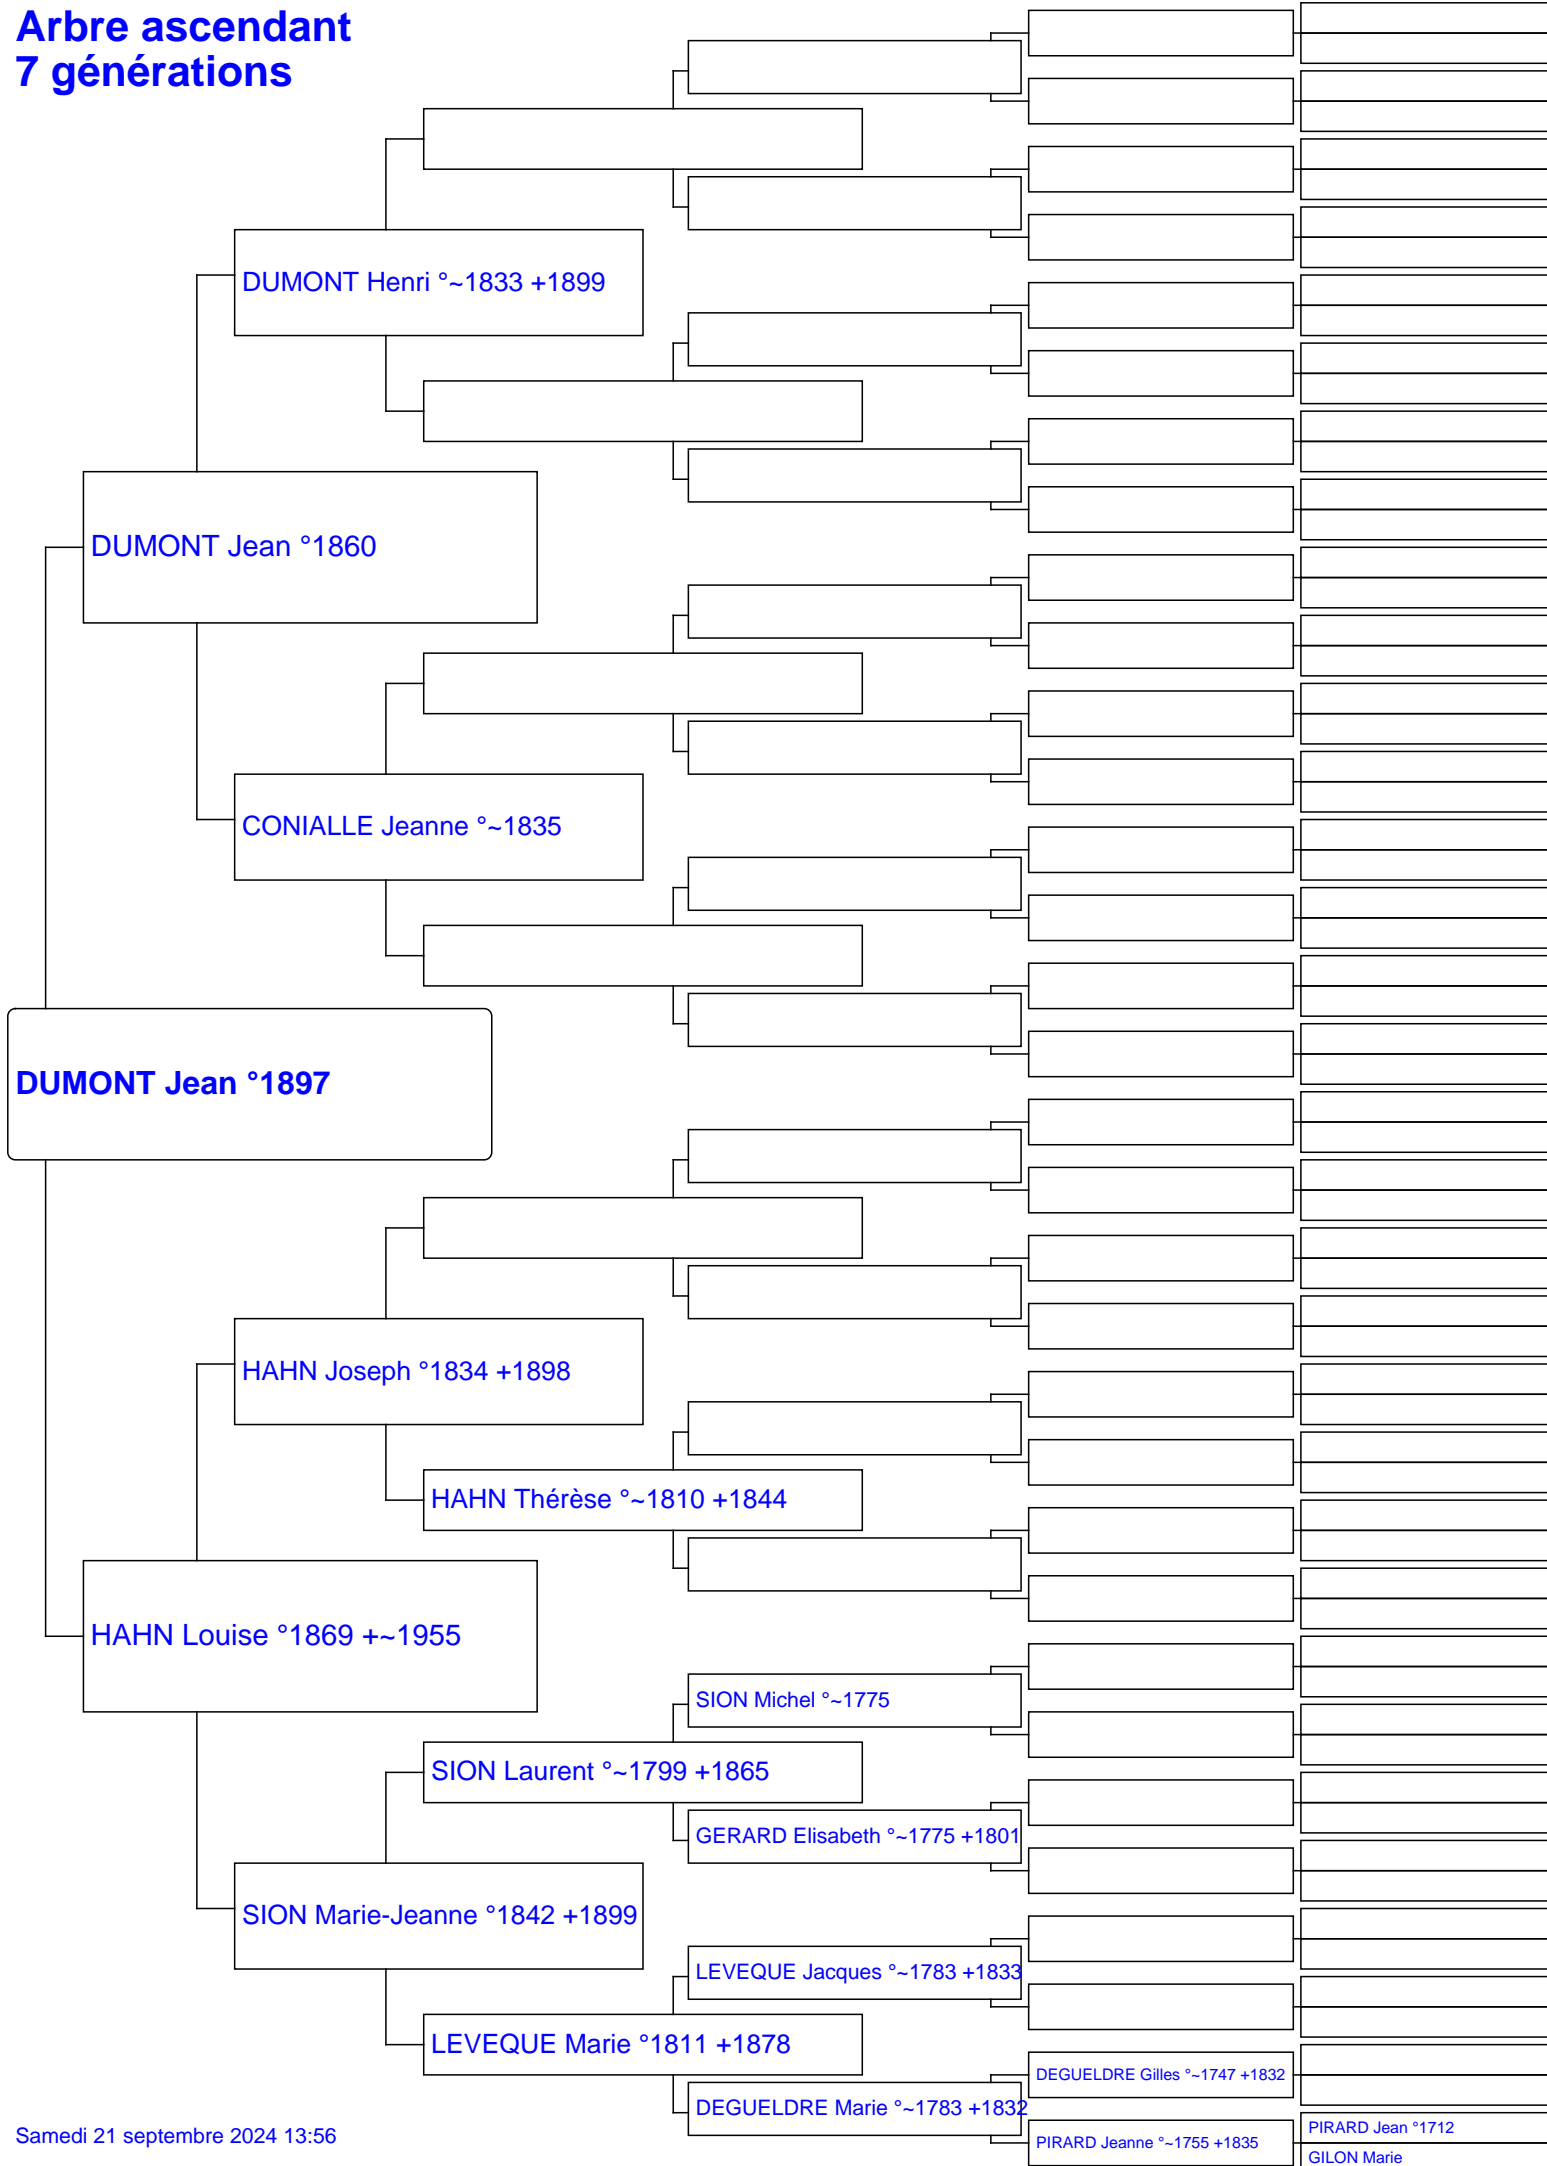 Arbre ascendant
7 générations
DUMONT Henri °~1833 +1899
DUMONT Jean °1860
CONIALLE Jeanne °~1835
DUMONT Jean °1897
HAHN Joseph °1834 +1898
HAHN Thérèse °~1810 +1844
HAHN Louise °1869 +~1955
SION Michel °~1775
SION Laurent °~1799 +1865
GERARD Elisabeth °~1775 +1801
SION Marie-Jeanne °1842 +1899
LEVEQUE Jacques °~1783 +1833
LEVEQUE Marie °1811 +1878
DEGUELDRE Gilles °~1747 +1832
DEGUELDRE Marie °~1783 +1832
PIRARD Jean °1712
PIRARD Jeanne °~1755 +1835
GILON Marie
Samedi 21 septembre 2024 13:56